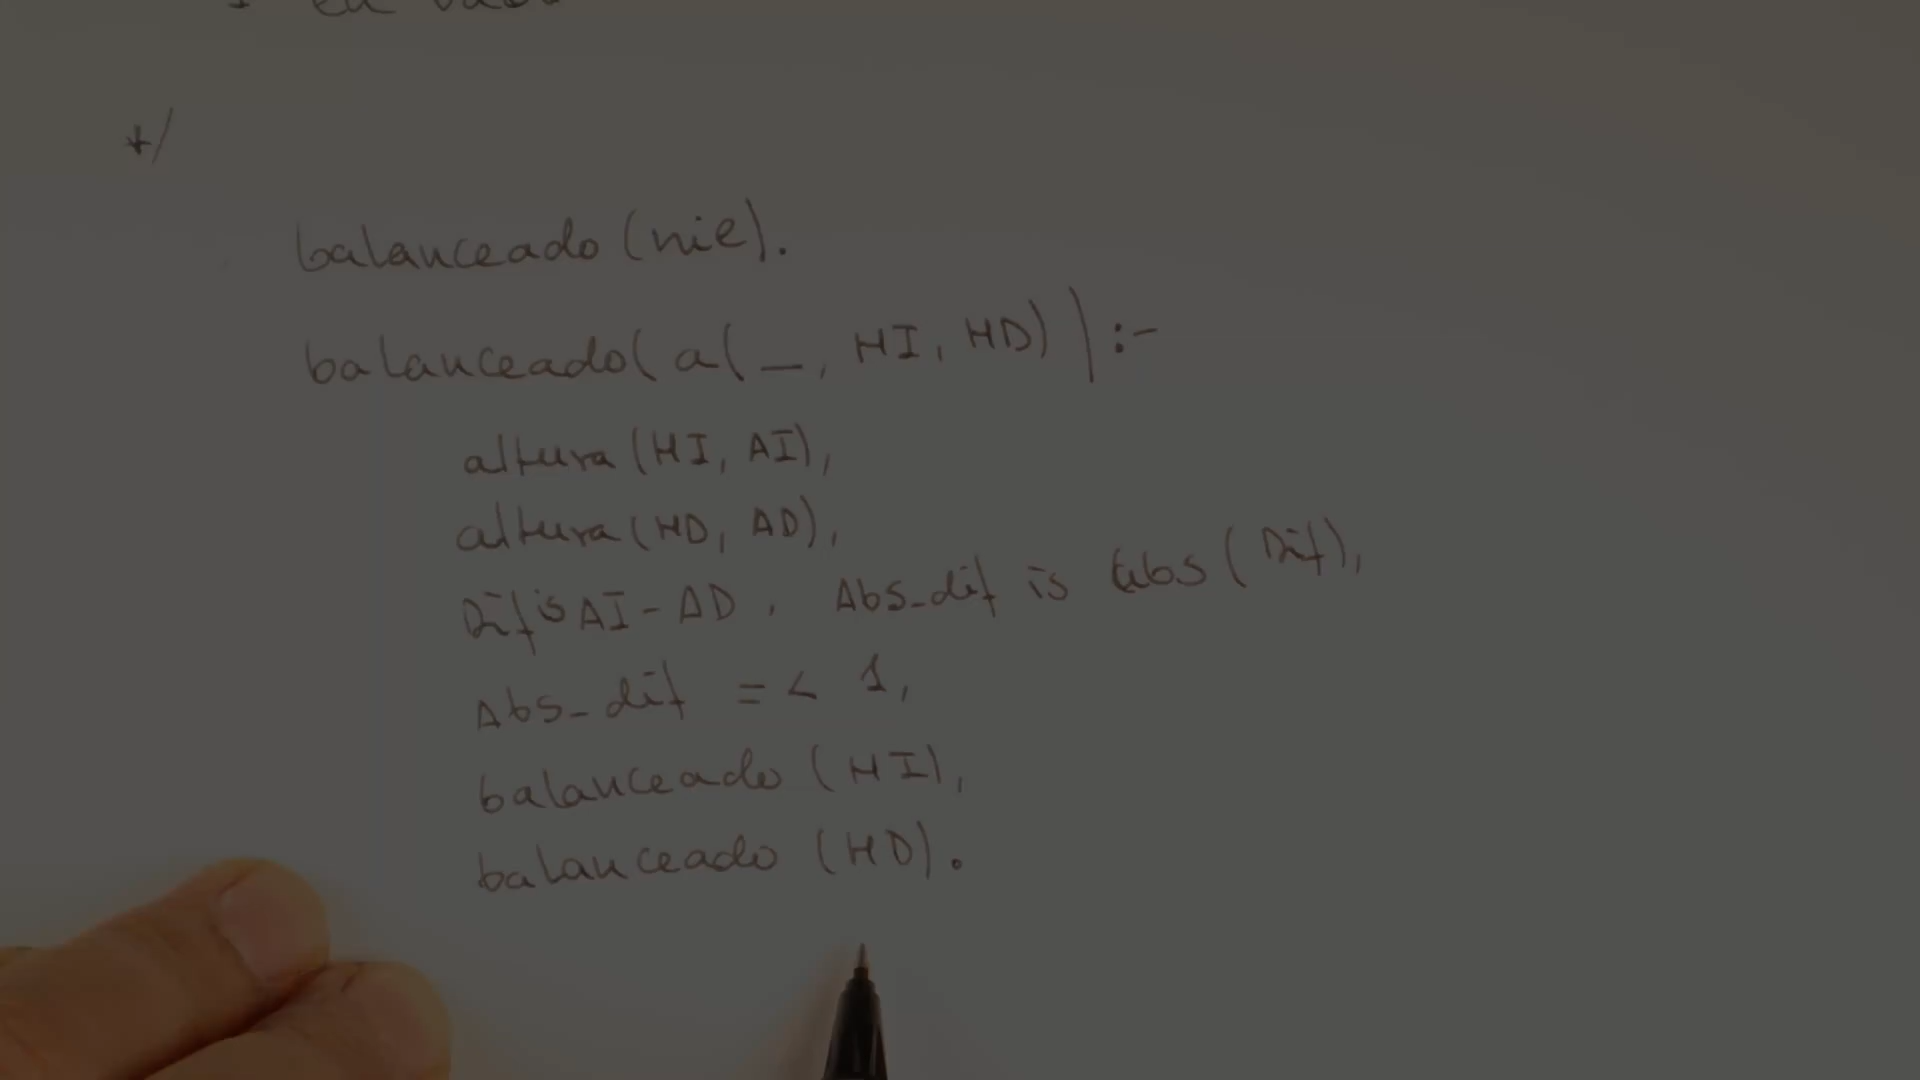 */
balanceado (nil).
balanceado( a( _, HI, HD) ) :-
altura (HI, AI),
altura (HD, AD),
Dif is AI - AD, Abs_dif is abs (Dif),
Abs_dif =< 1,
balanceado (HI),
balanceado (HD).